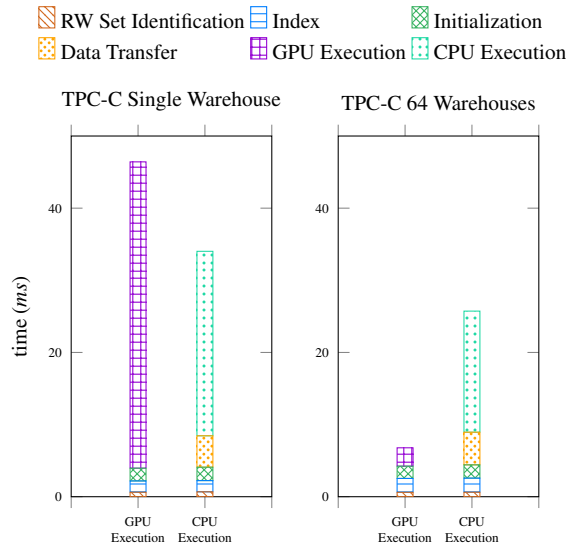 RW Set Identification Index Initialization
Data Transfer GPU Execution CPU Execution
TPC-C Single Warehouse
TPC-C 64 Warehouses
time (ms)
40
20
0
GPU Execution
CPU Execution
40
20
0
GPU Execution
CPU Execution